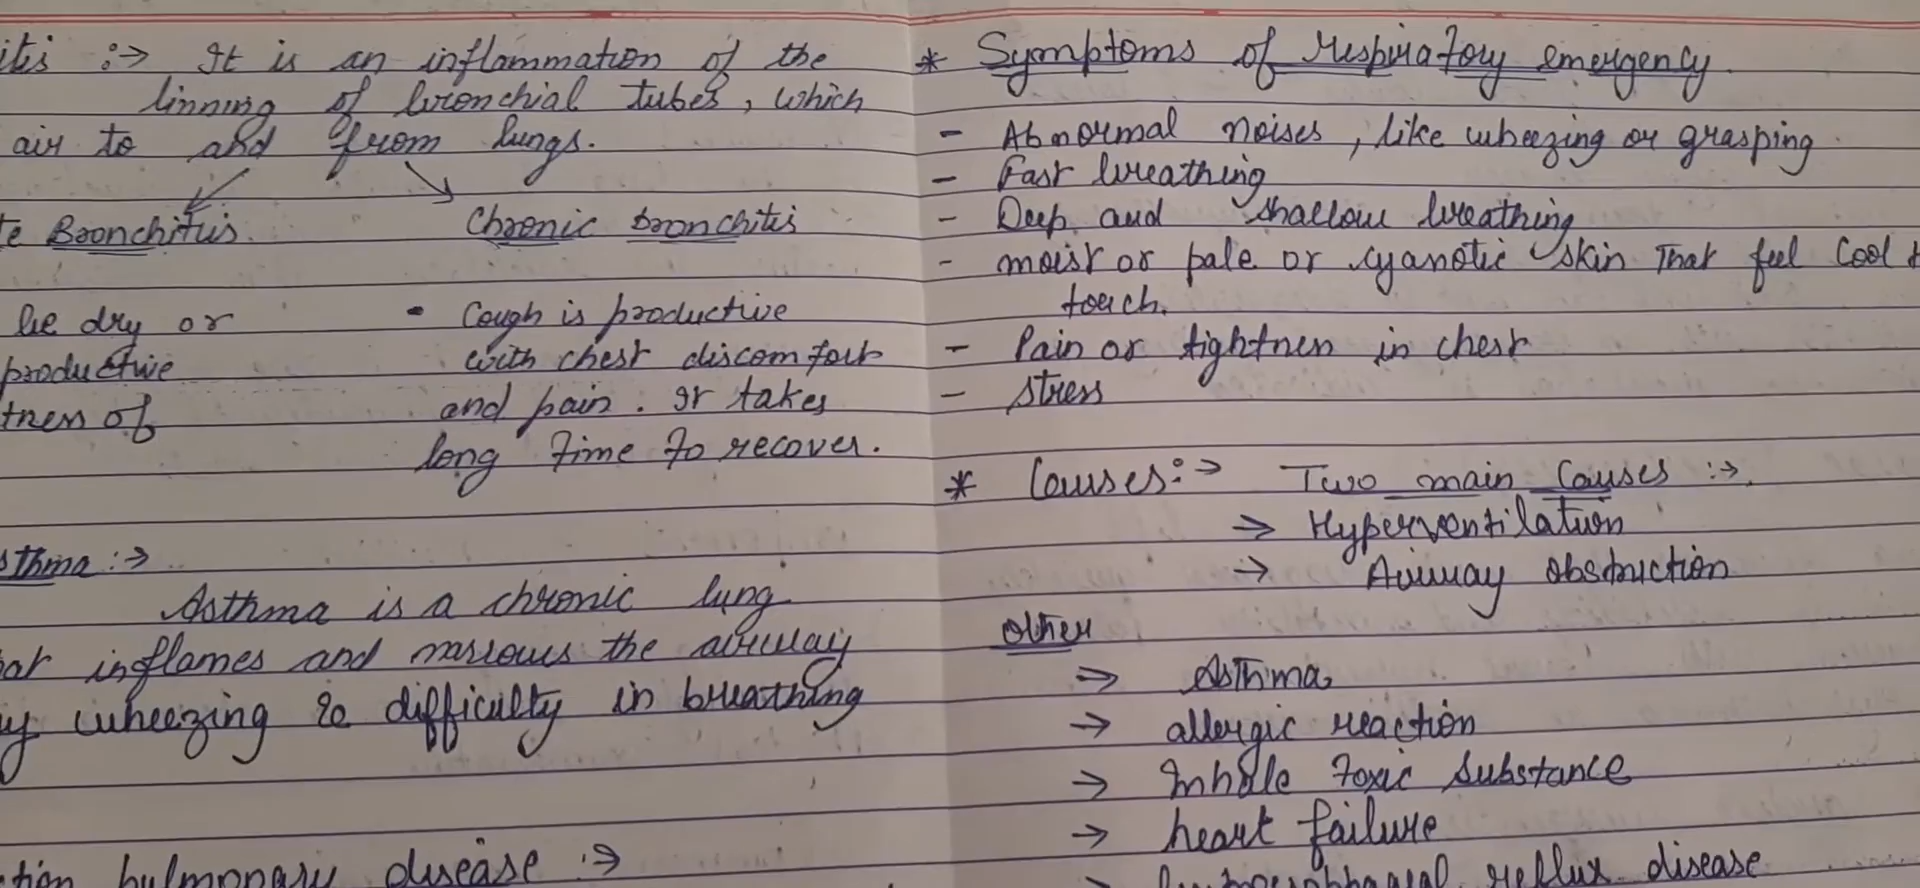 itis :→ It is an inflammation of the
linning of bronchial tubes, which
air to and from lungs.
te Bronchitis.
Chronic bronchitis
be dry or
productive
tness of
• Cough is productive
with chest discomfort
and pain. It takes
long time to recover.
sthma :→
Asthma is a chronic lung
hat inflames and narrows the airway
y wheezing & difficulty in breathing
ction pulmonary disease :→
* Symptoms of respiratory emergency
- Abnormal noises, like wheezing or grasping
- Fast breathing
- Deep and shallow breathing
- moist or pale or cyanotic skin That feel cool t
touch.
- Pain or tightness in chest
- stress
* Causes :→ Two main Causes :→
→ Hyperventilation
→ Airway obstruction
other
→ Asthma
→ allergic reaction
→ Inhale toxic substance
→ heart failure
reflux disease